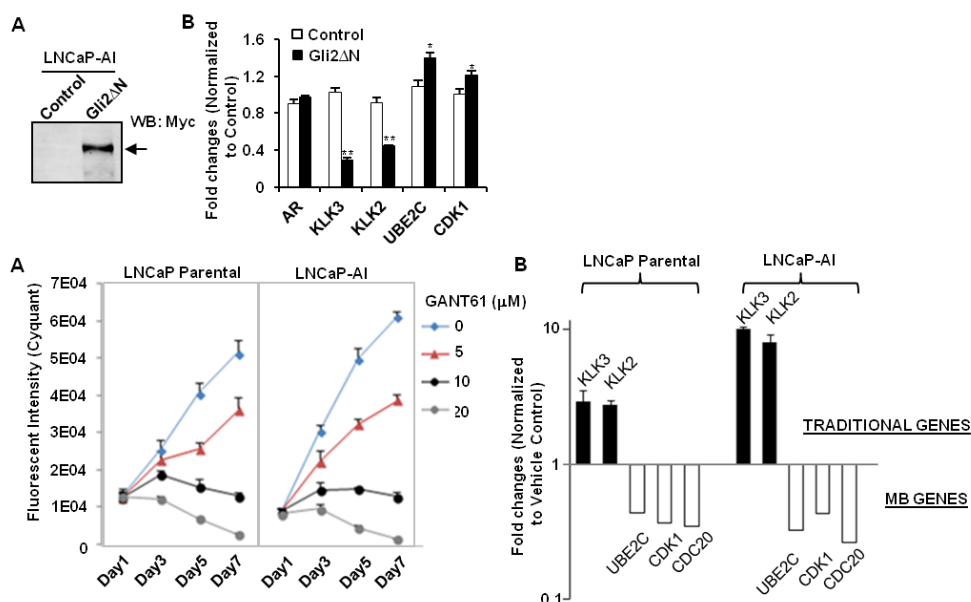 A
LNCaP-AI
Control
Gli2ΔN
WB: Myc
B
Fold changes (Normalized
to Control)
1.6
1.2
0.8
0.4
0
Control
Gli2ΔN
**
**
*
*
AR
KLK3
KLK2
UBE2C
CDK1
A
LNCaP Parental
LNCaP-AI
Fluorescent Intensity (Cyquant)
7E04
6E04
5E04
4E04
2E04
1E04
0
GANT61 (μM)
0
5
10
20
Day1
Day3
Day5
Day7
Day1
Day3
Day5
Day7
B
LNCaP Parental
LNCaP-AI
Fold changes (Normalized
to Vehicle Control)
10
1
0.1
KLK3
KLK2
UBE2C
CDK1
CDC20
KLK3
KLK2
UBE2C
CDK1
CDC20
TRADITIONAL GENES
MB GENES